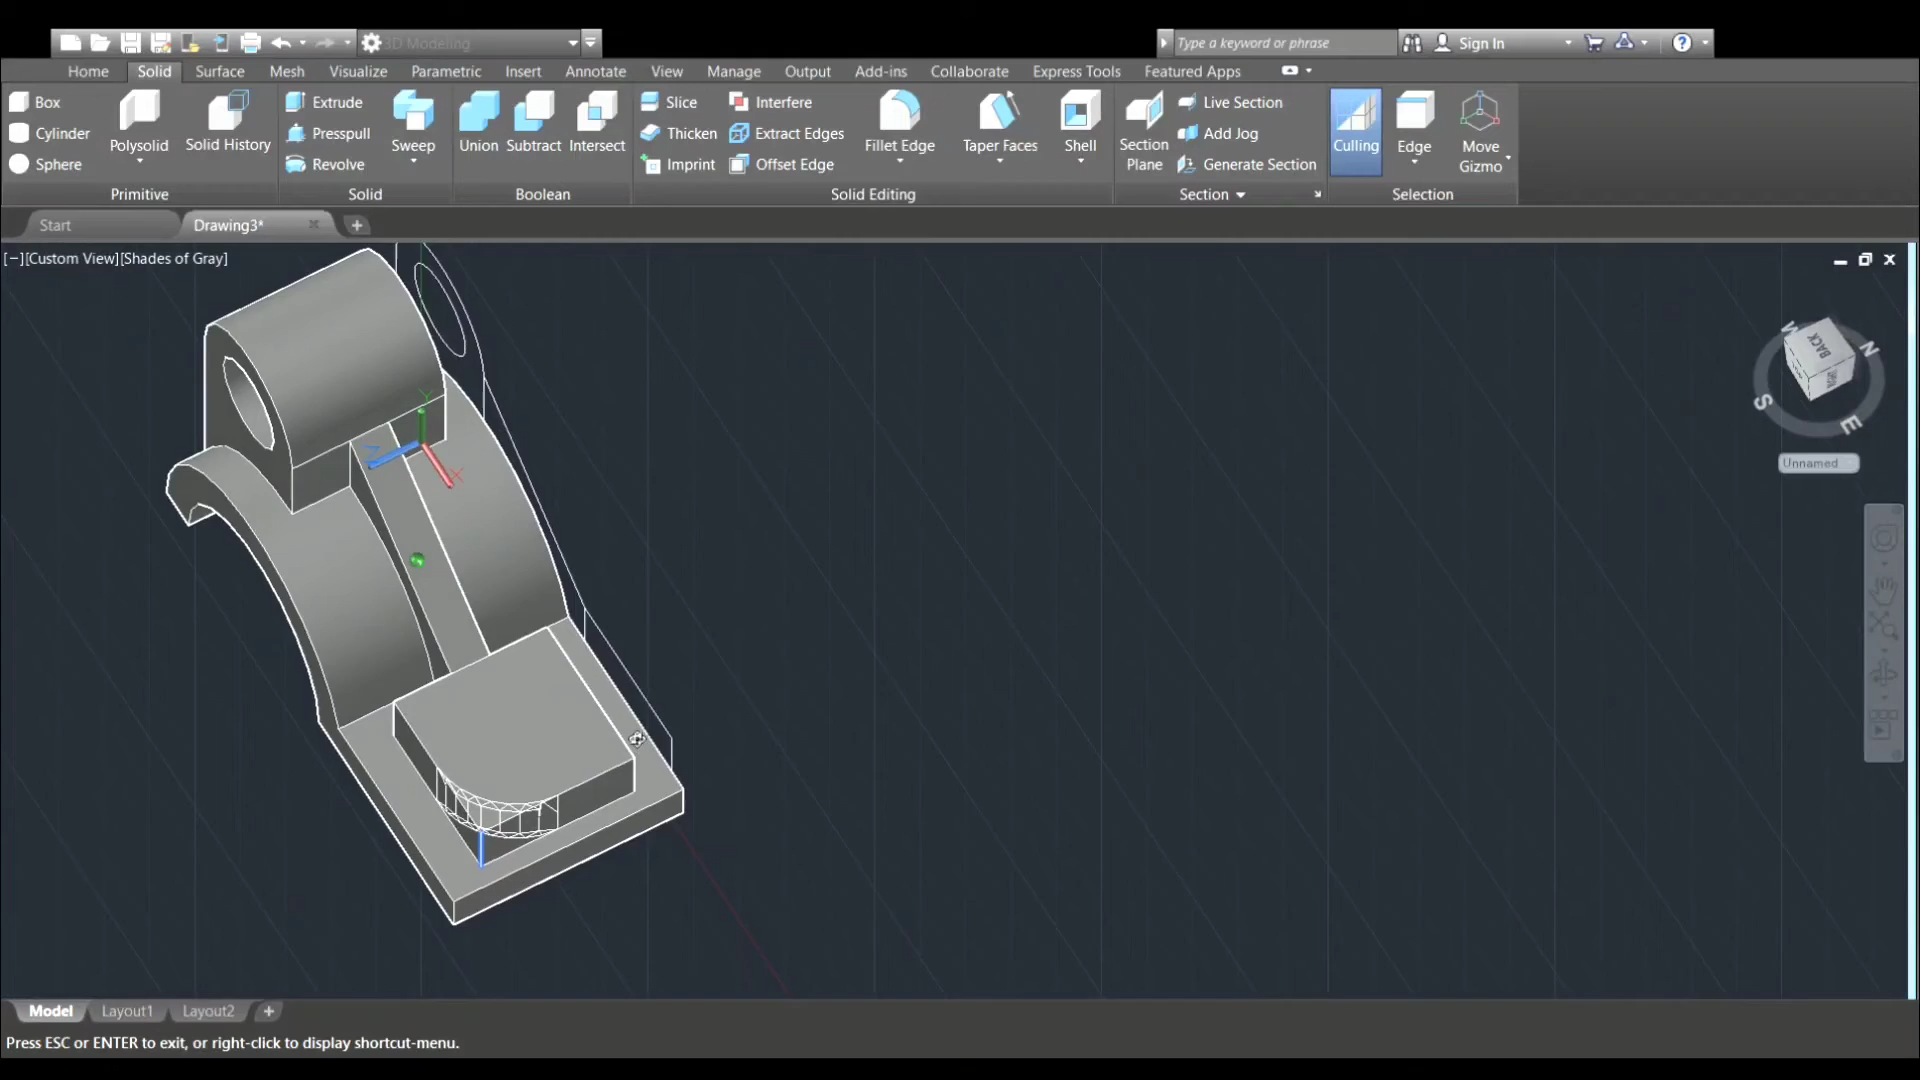 3D Modeling
Type a keyword or phrase
Sign In
Home Solid Surface Mesh Visualize Parametric Insert Annotate View Manage Output Add-ins Collaborate Express Tools Featured Apps
Box
Cylinder
Sphere
Polysolid
Solid History
Primitive
Extrude
Presspull
Revolve
Sweep
Solid
Union
Subtract
Intersect
Boolean
Slice
Thicken
Imprint
Interfere
Extract Edges
Offset Edge
Fillet Edge
Taper Faces
Shell
Solid Editing
Section
Plane
Live Section
Add Jog
Generate Section
Section
Culling
Edge
Move
Gizmo
Selection
Start
Drawing3*
[−][Custom View][Shades of Gray]
Y
Z
X
W
N
BACK
S
E
Unnamed
Model
Layout1
Layout2
Press ESC or ENTER to exit, or right-click to display shortcut-menu.